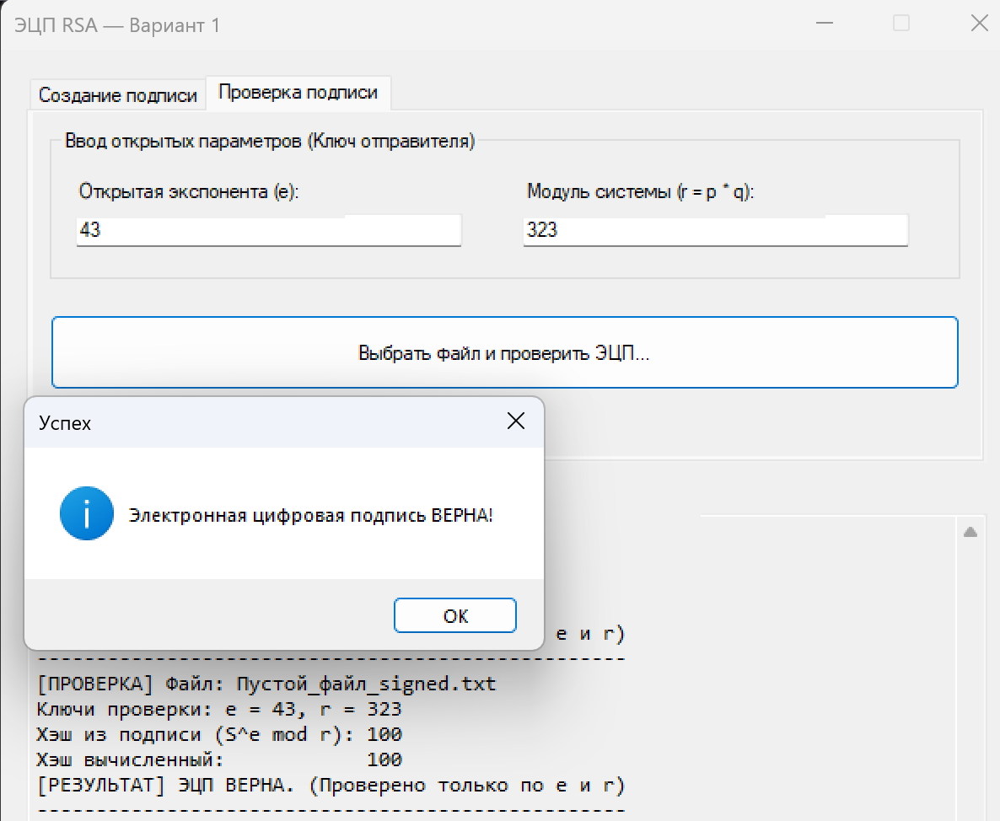 ЭЦП RSA — Вариант 1
Создание подписи
Проверка подписи
Ввод открытых параметров (Ключ отправителя)
Открытая экспонента (e):
Модуль системы (r = p * q):
43
323
Выбрать файл и проверить ЭЦП...
Успех
Электронная цифровая подпись ВЕРНА!
OK
е и r)
--------------------------------------------------
[ПРОВЕРКА] Файл: Пустой_файл_signed.txt
Ключи проверки: e = 43, r = 323
Хэш из подписи (S^e mod r): 100
Хэш вычисленный: 100
[РЕЗУЛЬТАТ] ЭЦП ВЕРНА. (Проверено только по e и r)
--------------------------------------------------